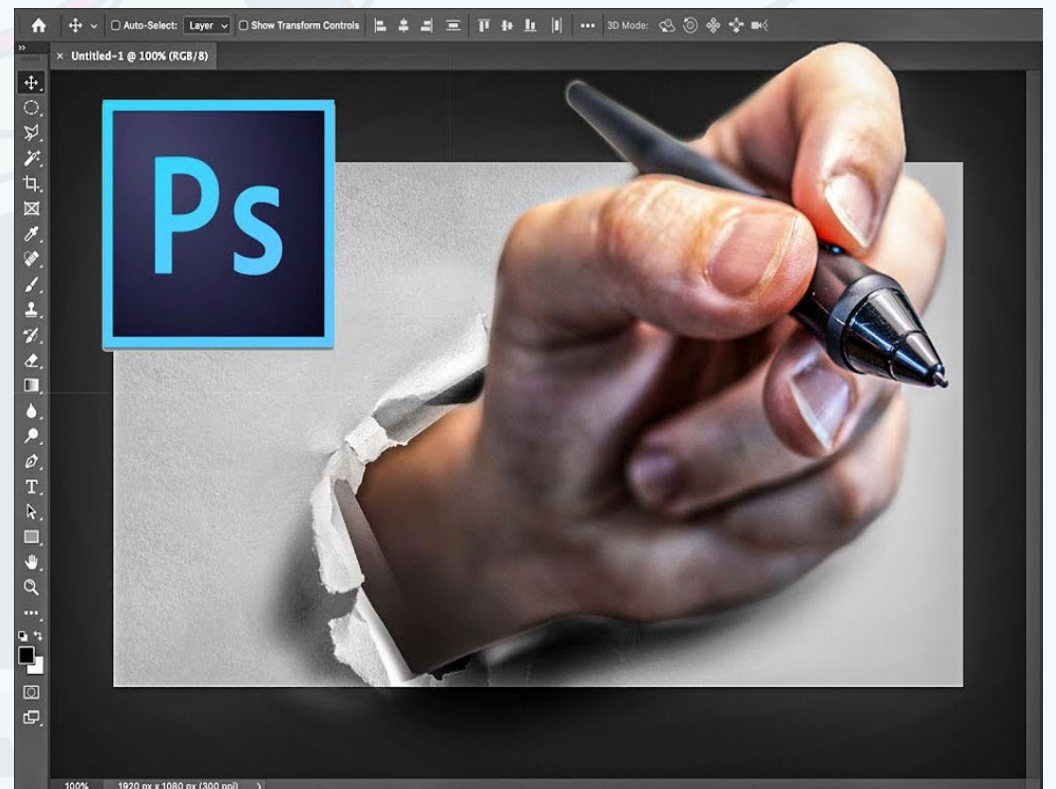 Auto-Select: Layer Show Transform Controls 3D Mode:
× Untitled-1 @ 100% (RGB/8)
Ps
T
100% 1920 px x 1080 px (300 ppi)